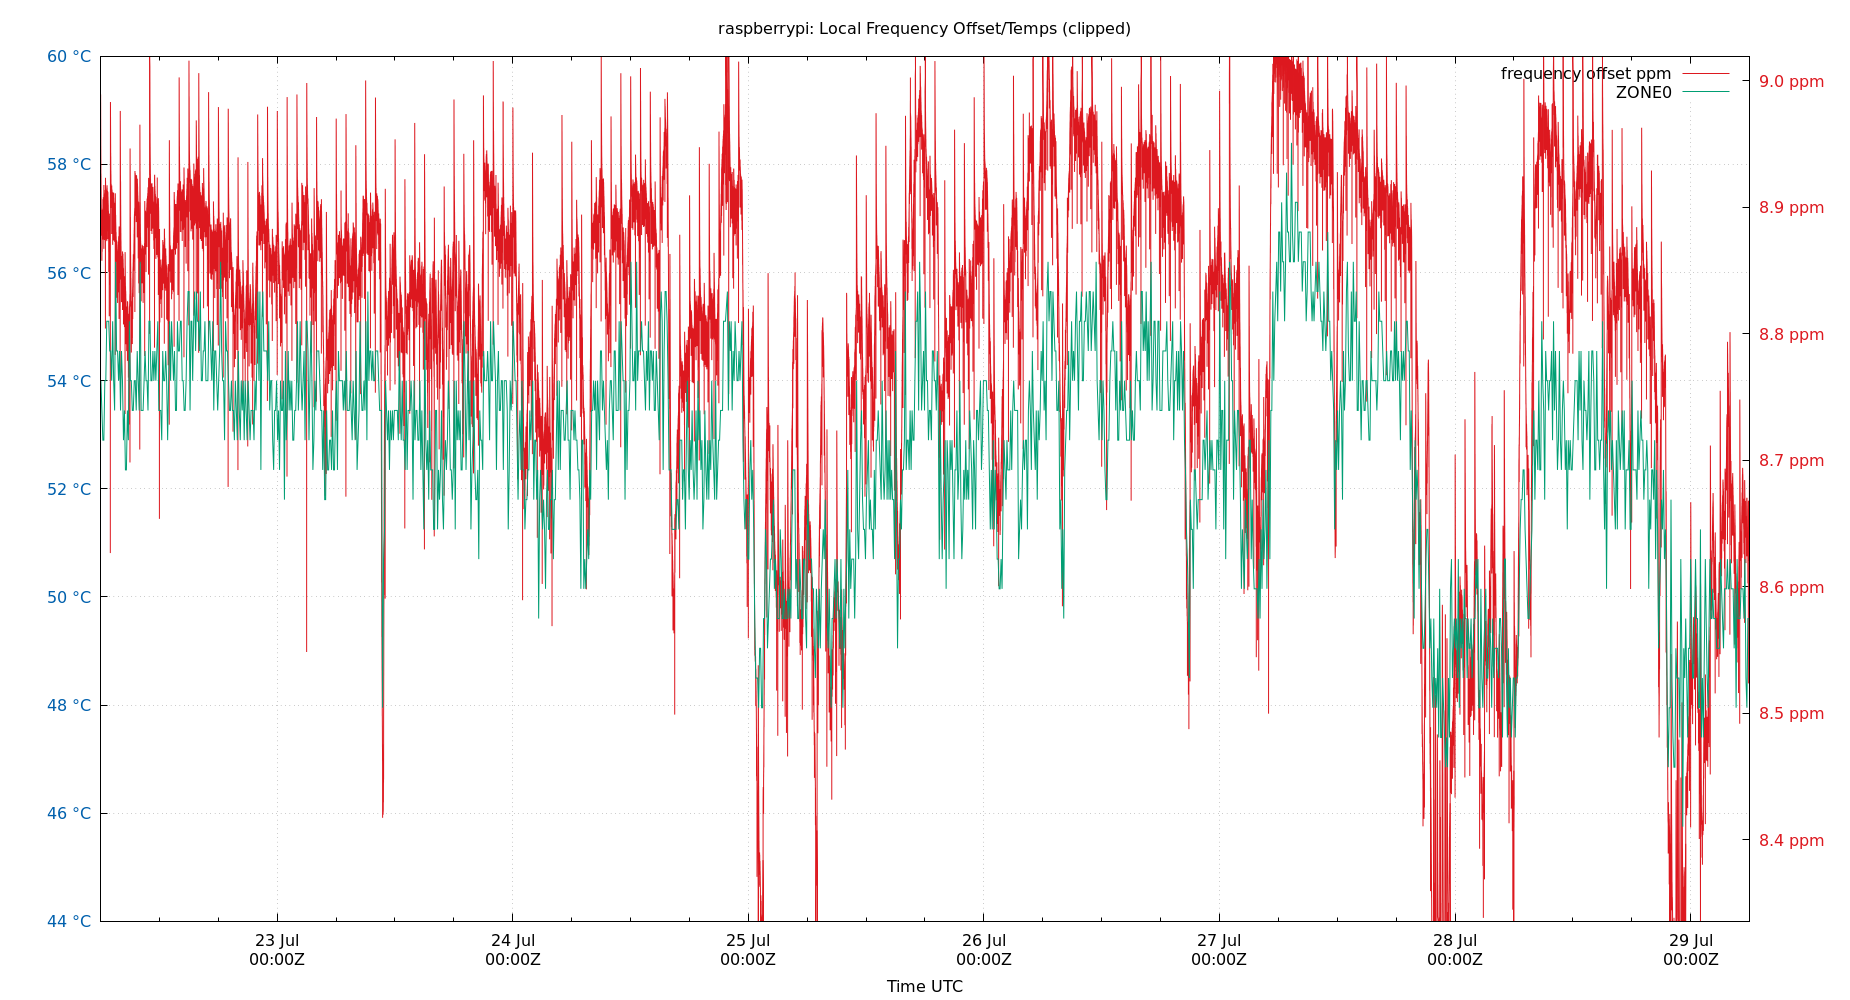 raspberrypi: Local Frequency Offset/Temps (clipped)
60 °C
58 °C
56 °C
54 °C
52 °C
50 °C
48 °C
46 °C
44 °C
frequency offset ppm
ZONE0
9.0 ppm
8.9 ppm
8.8 ppm
8.7 ppm
8.6 ppm
8.5 ppm
8.4 ppm
23 Jul 24 Jul 25 Jul 26 Jul 27 Jul 28 Jul 29 Jul
00:00Z 00:00Z 00:00Z 00:00Z 00:00Z 00:00Z 00:00Z
Time UTC